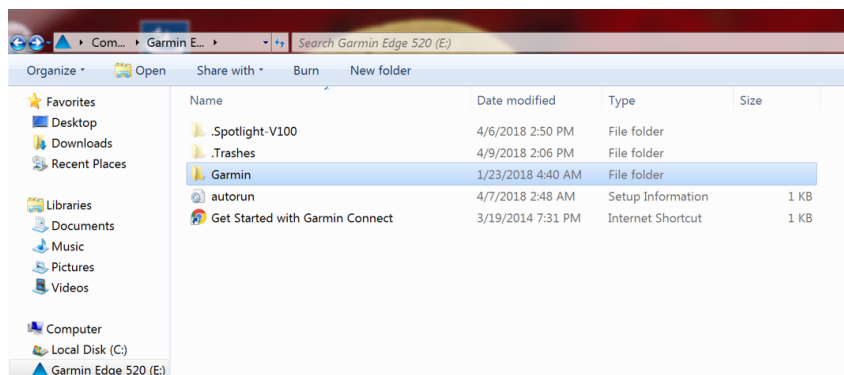 Com... Garmin E... Search Garmin Edge 520 (E:)
Organize Open Share with Burn New folder
Favorites
Desktop
Downloads
Recent Places
Libraries
Documents
Music
Pictures
Videos
Computer
Local Disk (C:)
Garmin Edge 520 (E:)
Name Date modified Type Size
.Spotlight-V100 4/6/2018 2:50 PM File folder
.Trashes 4/9/2018 2:06 PM File folder
Garmin 1/23/2018 4:40 AM File folder
autorun 4/7/2018 2:48 AM Setup Information 1 KB
Get Started with Garmin Connect 3/19/2014 7:31 PM Internet Shortcut 1 KB